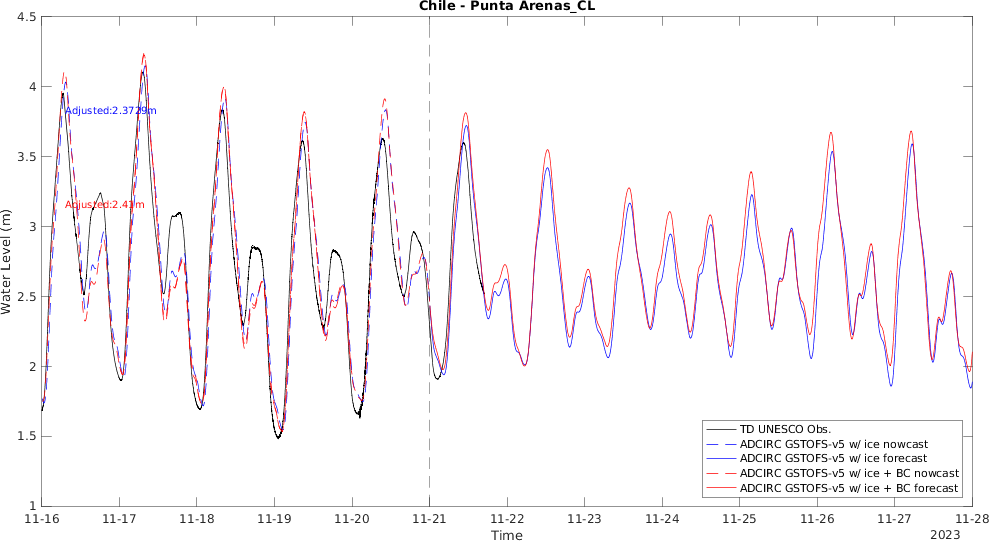 Chile - Punta Arenas_CL
4.5
4
3.5
3
2.5
2
1.5
1
Water Level (m)
Adjusted:2.3729m
Adjusted:2.41m
TD UNESCO Obs.
ADCIRC GSTOFS-v5 w/ ice nowcast
ADCIRC GSTOFS-v5 w/ ice forecast
ADCIRC GSTOFS-v5 w/ ice + BC nowcast
ADCIRC GSTOFS-v5 w/ ice + BC forecast
11-16 11-17 11-18 11-19 11-20 11-21 11-22 11-23 11-24 11-25 11-26 11-27 11-28
Time
2023